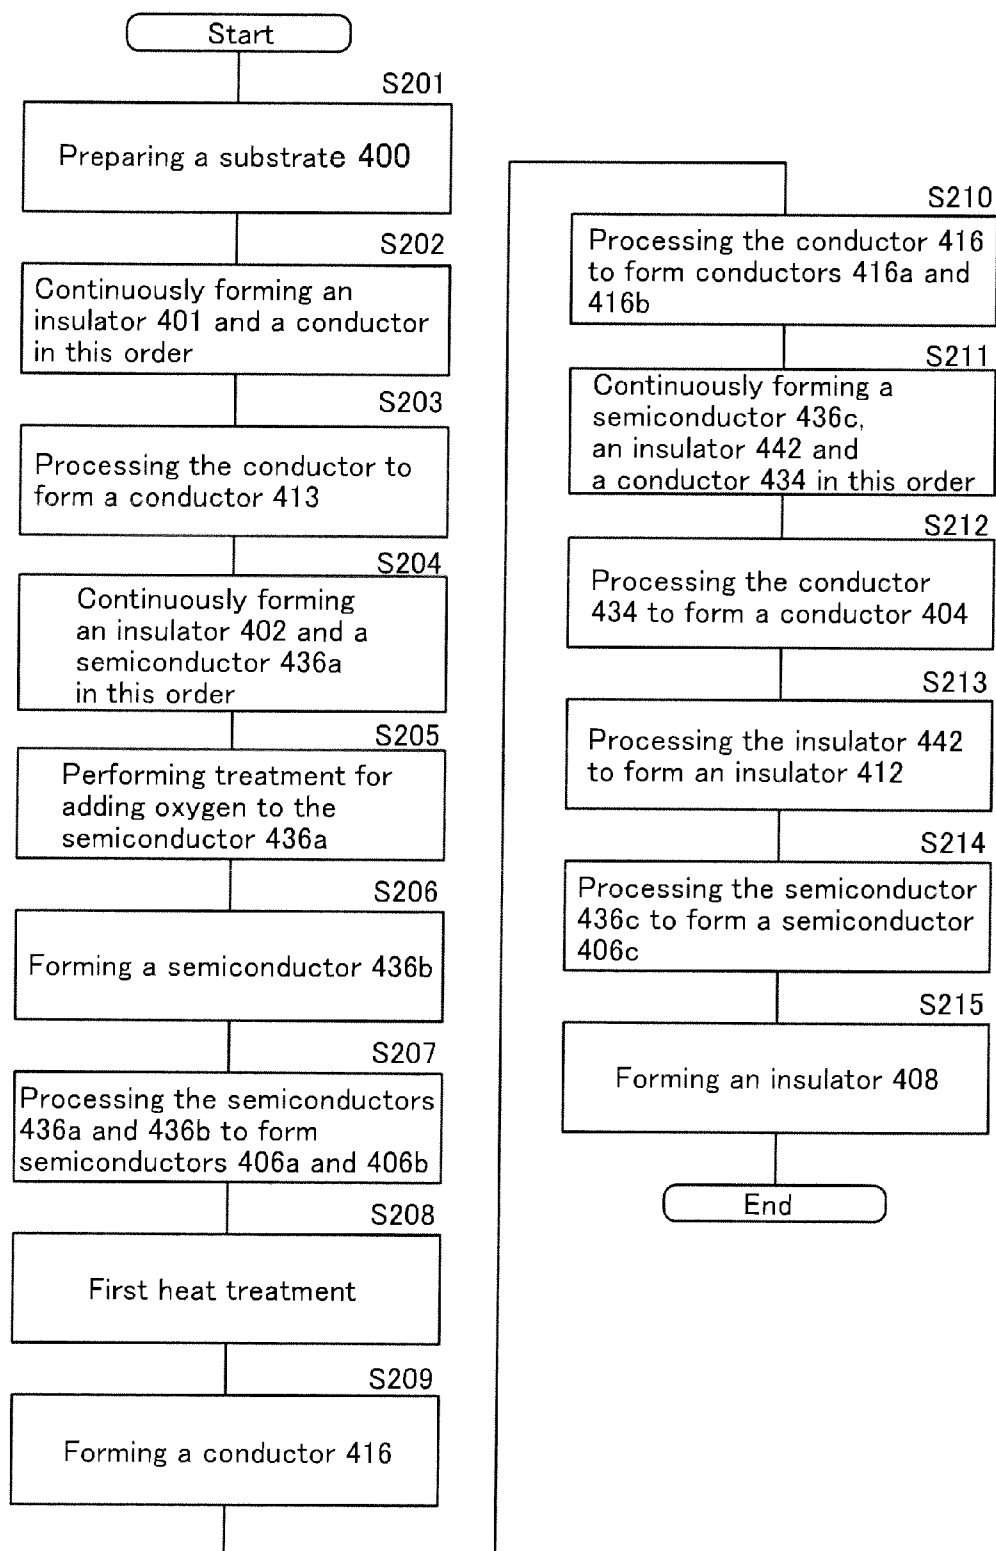 Start
S201
Preparing a substrate 400
S202
Continuously forming an
insulator 401 and a conductor
in this order
S203
Processing the conductor to
form a conductor 413
S204
Continuously forming
an insulator 402 and a
semiconductor 436a
in this order
S205
Performing treatment for
adding oxygen to the
semiconductor 436a
S206
Forming a semiconductor 436b
S207
Processing the semiconductors
436a and 436b to form
semiconductors 406a and 406b
S208
First heat treatment
S209
Forming a conductor 416
S210
Processing the conductor 416
to form conductors 416a and
416b
S211
Continuously forming a
semiconductor 436c,
an insulator 442 and
a conductor 434 in this order
S212
Processing the conductor
434 to form a conductor 404
S213
Processing the insulator 442
to form an insulator 412
S214
Processing the semiconductor
436c to form a semiconductor
406c
S215
Forming an insulator 408
End